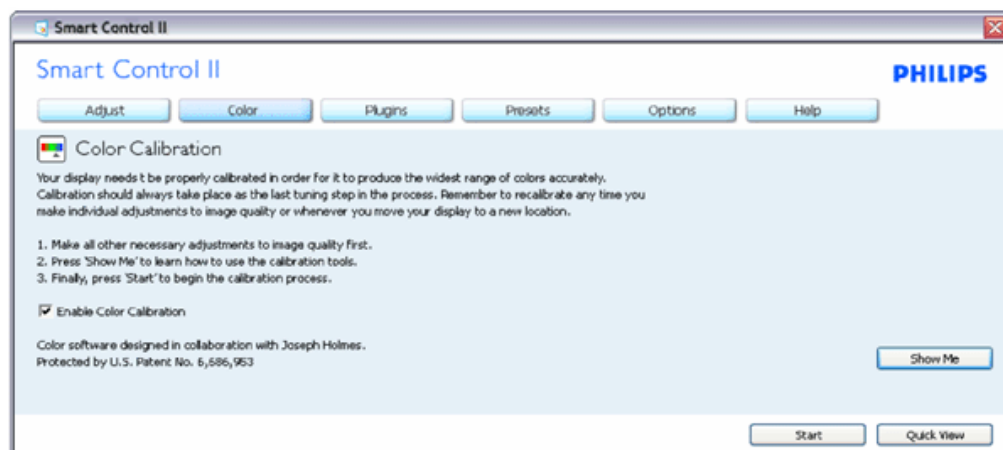 Smart Control II
Smart Control II
PHILIPS
Adjust Color Plugins Presets Options Help
Color Calibration
Your display needs t be properly calibrated in order for it to produce the widest range of colors accurately.
Calibration should always take place as the last tuning step in the process. Remember to recalibrate any time you
make individual adjustments to image quality or whenever you move your display to a new location.
1. Make all other necessary adjustments to image quality first.
2. Press 'Show Me' to learn how to use the calibration tools.
3. Finally, press 'Start' to begin the calibration process.
Enable Color Calibration
Color software designed in collaboration with Joseph Holmes.
Protected by U.S. Patent No. 6,686,953
Show Me
Start Quick View